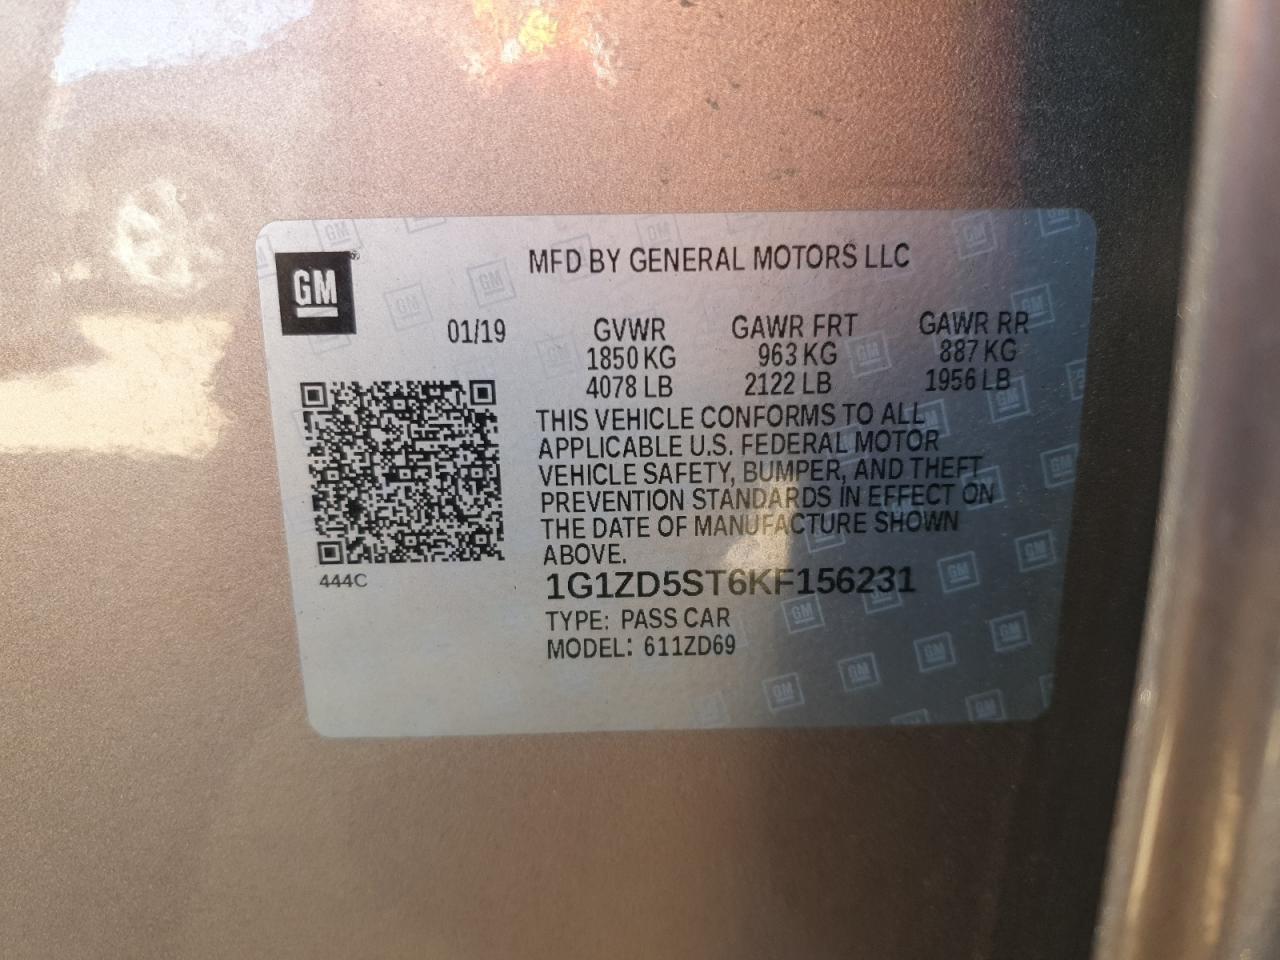 GM
MFD BY GENERAL MOTORS LLC
01/19
GVWR GAWR FRT GAWR RR
1850 KG 963 KG 887 KG
4078 LB 2122 LB 1956 LB
THIS VEHICLE CONFORMS TO ALL
APPLICABLE U.S. FEDERAL MOTOR
VEHICLE SAFETY, BUMPER, AND THEFT
PREVENTION STANDARDS IN EFFECT ON
THE DATE OF MANUFACTURE SHOWN
ABOVE.
444C
1G1ZD5ST6KF156231
TYPE: PASS CAR
MODEL: 611ZD69